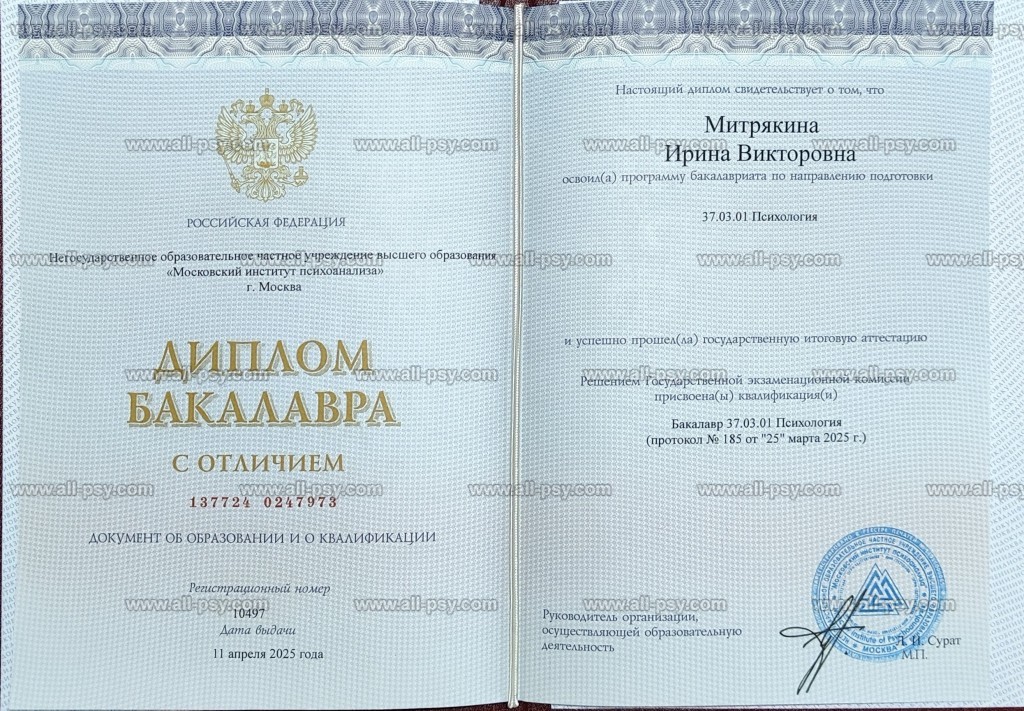 РОССИЙСКАЯ ФЕДЕРАЦИЯ
Негосударственное образовательное частное учреждение высшего образования
«Московский институт психоанализа»
г. Москва
ДИПЛОМ
БАКАЛАВРА
С ОТЛИЧИЕМ
137724 0247973
ДОКУМЕНТ ОБ ОБРАЗОВАНИИ И О КВАЛИФИКАЦИИ
Регистрационный номер
10497
Дата выдачи
11 апреля 2025 года
Настоящий диплом свидетельствует о том, что
Митрякина
Ирина Викторовна
освоил(а) программу бакалавриата по направлению подготовки
37.03.01 Психология
и успешно прошел(ла) государственную итоговую аттестацию
Решением Государственной экзаменационной комиссии
присвоена(ы) квалификация(и)
Бакалавр 37.03.01 Психология
(протокол № 185 от "25" марта 2025 г.)
Руководитель организации,
осуществляющей образовательную
деятельность
Л. И. Сурат
М.П.
Московский институт психоанализа
МОСКВА
www.all-psy.com